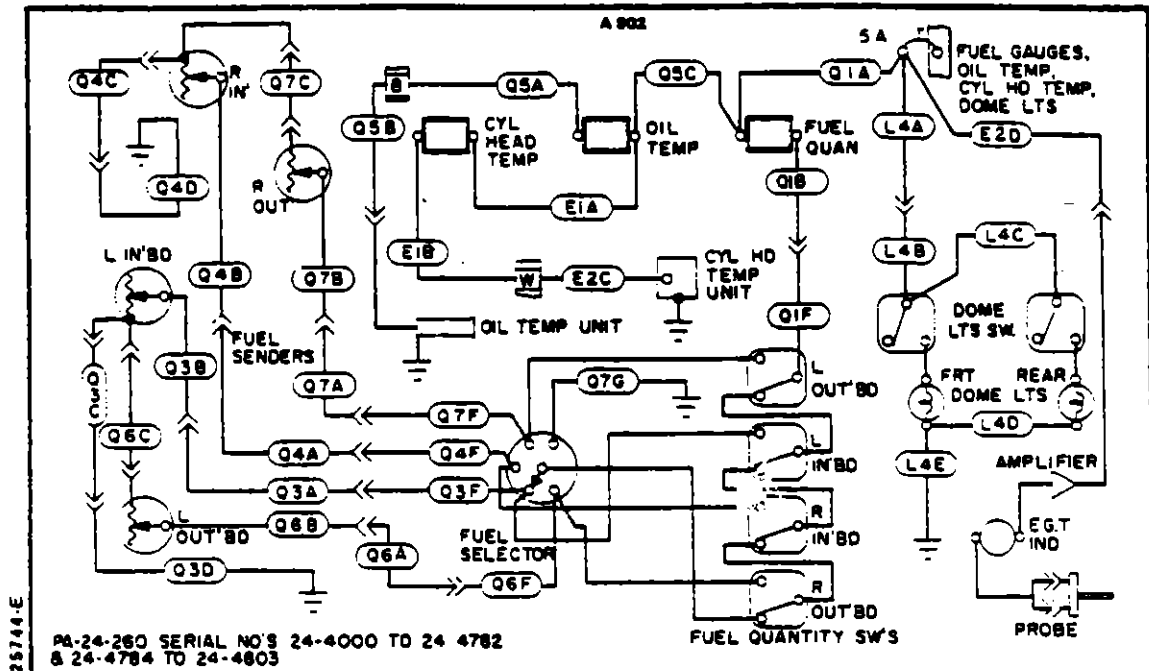 A 902
5 A
FUEL GAUGES,
OIL TEMP,
CYL HD TEMP,
DOME LTS
Q4C
R
IN'
Q7C
B
Q5A
Q5C
Q1A
Q5B
CYL
HEAD
TEMP
OIL
TEMP
FUEL
QUAN
L4A
E2D
Q4D
R
OUT
Q1B
E1A
L IN'BD
Q4B
Q7B
E1B
W
E2C
CYL HD
TEMP
UNIT
L4B
L4C
OIL TEMP UNIT
Q1F
DOME
LTS SW.
FUEL
SENDERS
Q3B
Q3C
Q7A
Q7G
L
OUT'BD
FRT
REAR
DOME LTS
Q6C
Q7F
L4D
Q4A
Q4F
L
IN'BD
L4E
AMPLIFIER
Q3A
Q3F
L
OUT'BD
Q6B
Q6A
FUEL
SELECTOR
R
IN'BD
E.G.T
IND
Q3D
Q6F
R
OUT'BD
PROBE
FUEL QUANTITY SW'S
PA-24-260 SERIAL NO'S 24-4000 TO 24 4782
& 24-4784 TO 24-4803
25744-E